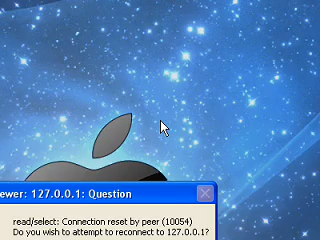 ewer: 127.0.0.1: Question
read/select: Connection reset by peer (10054)
Do you wish to attempt to reconnect to 127.0.0.1?